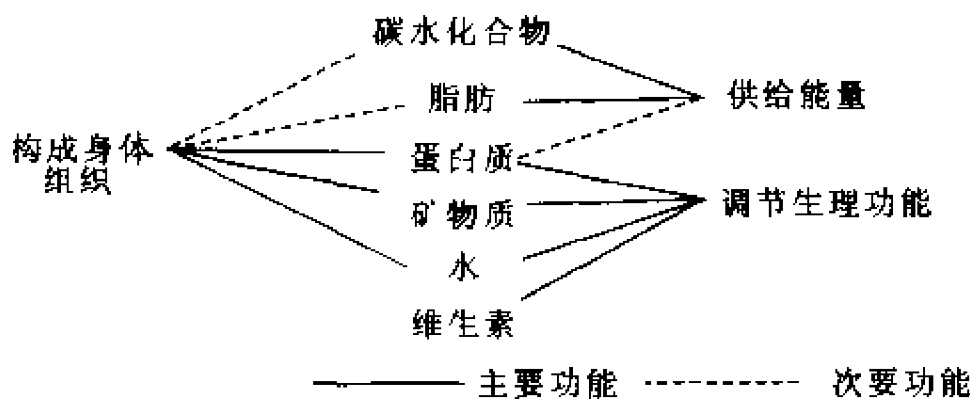 碳水化合物
脂肪
供给能量
构成身体
组织
蛋白质
矿物质
调节生理功能
水
维生素
主要功能
次要功能